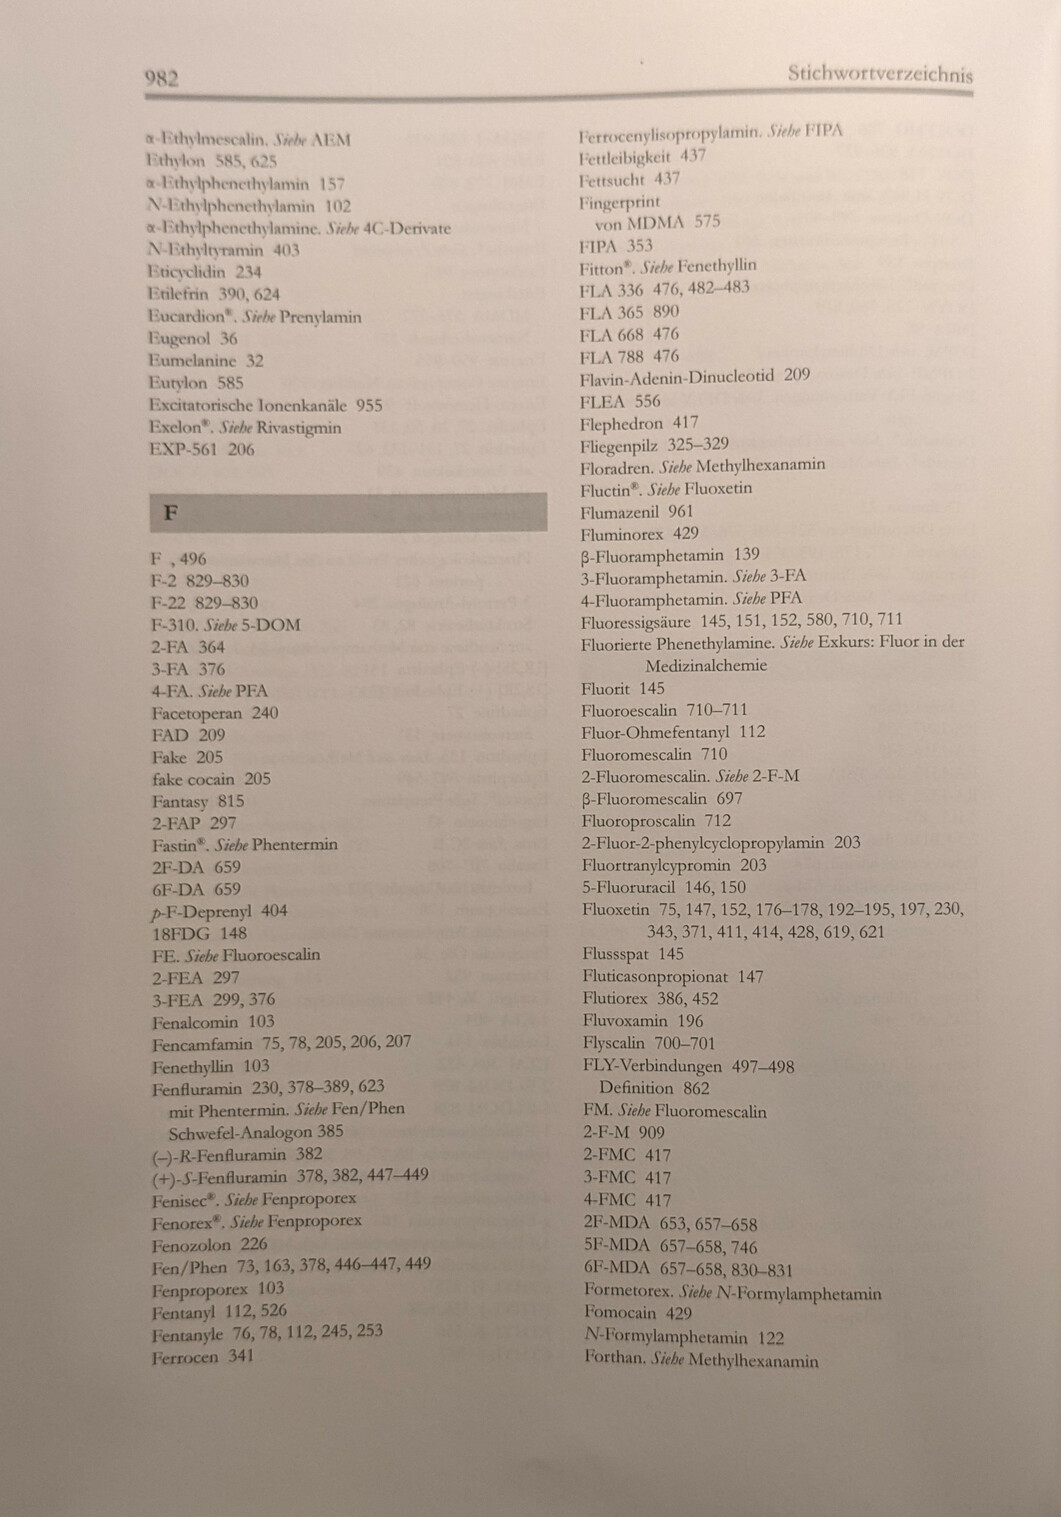 982
Stichwortverzeichnis
α-Ethylmescalin. Siehe AEM
Ethylon 585, 625
α-Ethylphenethylamin 157
N-Ethylphenethylamin 102
α-Ethylphenethylamine. Siehe 4C-Derivate
N-Ethyltyramin 403
Eticyclidin 234
Etilefrin 390, 624
Eucardion®. Siehe Prenylamin
Eugenol 36
Eumelanine 32
Eutylon 585
Excitatorische Ionenkanäle 955
Exelon®. Siehe Rivastigmin
EXP-561 206
F
F , 496
F-2 829–830
F-22 829–830
F-310. Siehe 5-DOM
2-FA 364
3-FA 376
4-FA. Siehe PFA
Facetoperan 240
FAD 209
Fake 205
fake cocain 205
Fantasy 815
2-FAP 297
Fastin®. Siehe Phentermin
2F-DA 659
6F-DA 659
p-F-Deprenyl 404
18FDG 148
FE. Siehe Fluoroescalin
2-FEA 297
3-FEA 299, 376
Fenalcomin 103
Fencamfamin 75, 78, 205, 206, 207
Fenethyllin 103
Fenfluramin 230, 378–389, 623
mit Phentermin. Siehe Fen/Phen
Schwefel-Analogon 385
(–)-R-Fenfluramin 382
(+)-S-Fenfluramin 378, 382, 447–449
Fenisec®. Siehe Fenproporex
Fenorex®. Siehe Fenproporex
Fenozolon 226
Fen/Phen 73, 163, 378, 446–447, 449
Fenproporex 103
Fentanyl 112, 526
Fentanyle 76, 78, 112, 245, 253
Ferrocen 341
Ferrocenylisopropylamin. Siehe FIPA
Fettleibigkeit 437
Fettsucht 437
Fingerprint
von MDMA 575
FIPA 353
Fitton®. Siehe Fenethyllin
FLA 336 476, 482–483
FLA 365 890
FLA 668 476
FLA 788 476
Flavin-Adenin-Dinucleotid 209
FLEA 556
Flephedron 417
Fliegenpilz 325–329
Floradren. Siehe Methylhexanamin
Fluctin®. Siehe Fluoxetin
Flumazenil 961
Fluminorex 429
β-Fluoramphetamin 139
3-Fluoramphetamin. Siehe 3-FA
4-Fluoramphetamin. Siehe PFA
Fluoressigsäure 145, 151, 152, 580, 710, 711
Fluorierte Phenethylamine. Siehe Exkurs: Fluor in der
Medizinalchemie
Fluorit 145
Fluoroescalin 710–711
Fluor-Ohmefentanyl 112
Fluoromescalin 710
2-Fluoromescalin. Siehe 2-F-M
β-Fluoromescalin 697
Fluoroproscalin 712
2-Fluor-2-phenylcyclopropylamin 203
Fluortranylcypromin 203
5-Fluoruracil 146, 150
Fluoxetin 75, 147, 152, 176–178, 192–195, 197, 230,
343, 371, 411, 414, 428, 619, 621
Flussspat 145
Fluticasonpropionat 147
Flutiorex 386, 452
Fluvoxamin 196
Flyscalin 700–701
FLY-Verbindungen 497–498
Definition 862
FM. Siehe Fluoromescalin
2-F-M 909
2-FMC 417
3-FMC 417
4-FMC 417
2F-MDA 653, 657–658
5F-MDA 657–658, 746
6F-MDA 657–658, 830–831
Formetorex. Siehe N-Formylamphetamin
Fomocain 429
N-Formylamphetamin 122
Forthan. Siehe Methylhexanamin